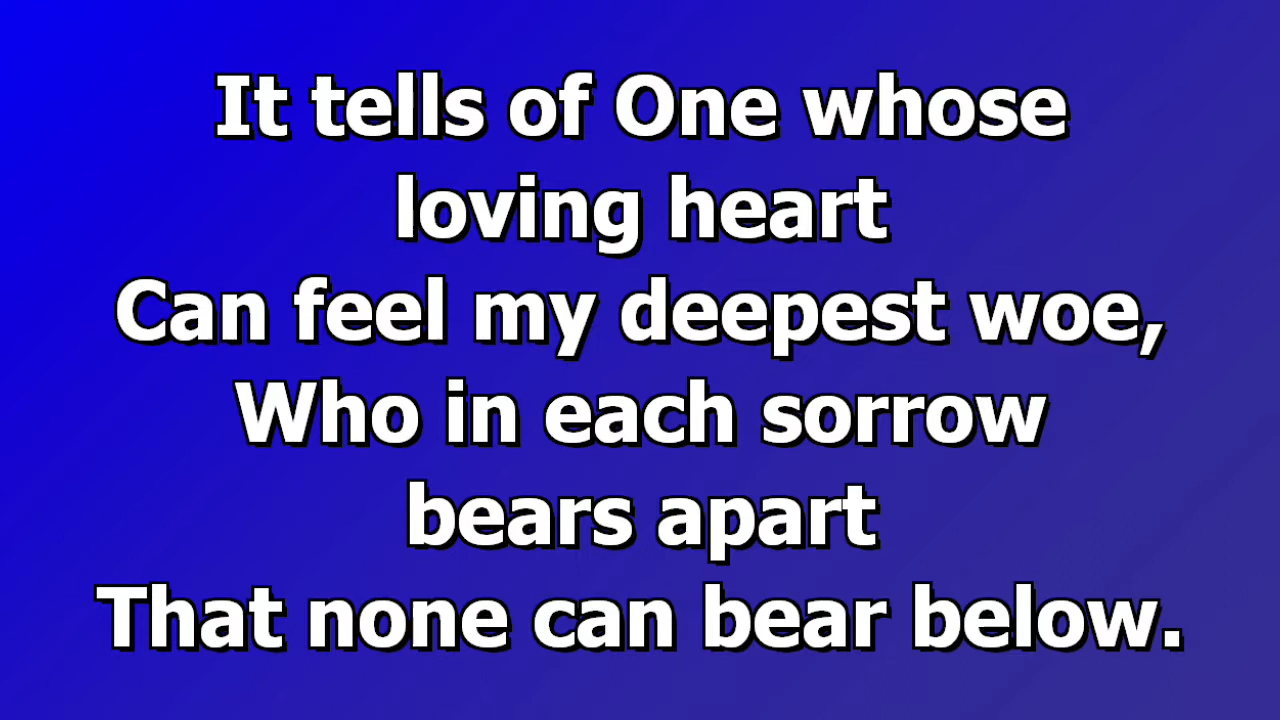 It tells of One whose
loving heart
Can feel my deepest woe,
Who in each sorrow
bears apart
That none can bear below.